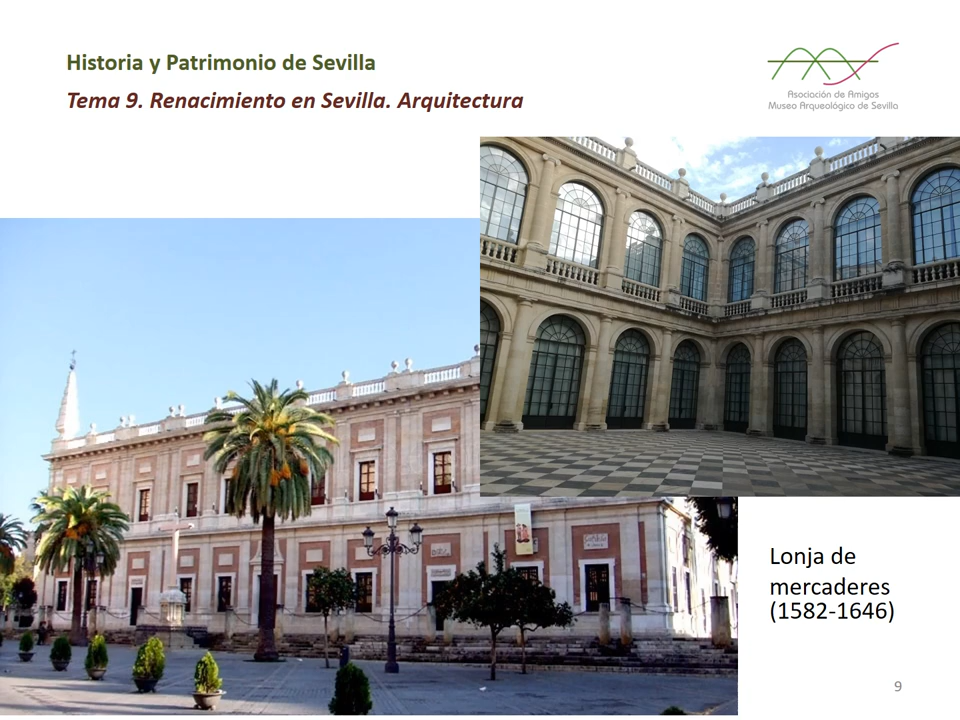 Historia y Patrimonio de Sevilla
Tema 9. Renacimiento en Sevilla. Arquitectura
Asociación de Amigos
Museo Arqueológico de Sevilla
Lonja de
mercaderes
(1582-1646)
9